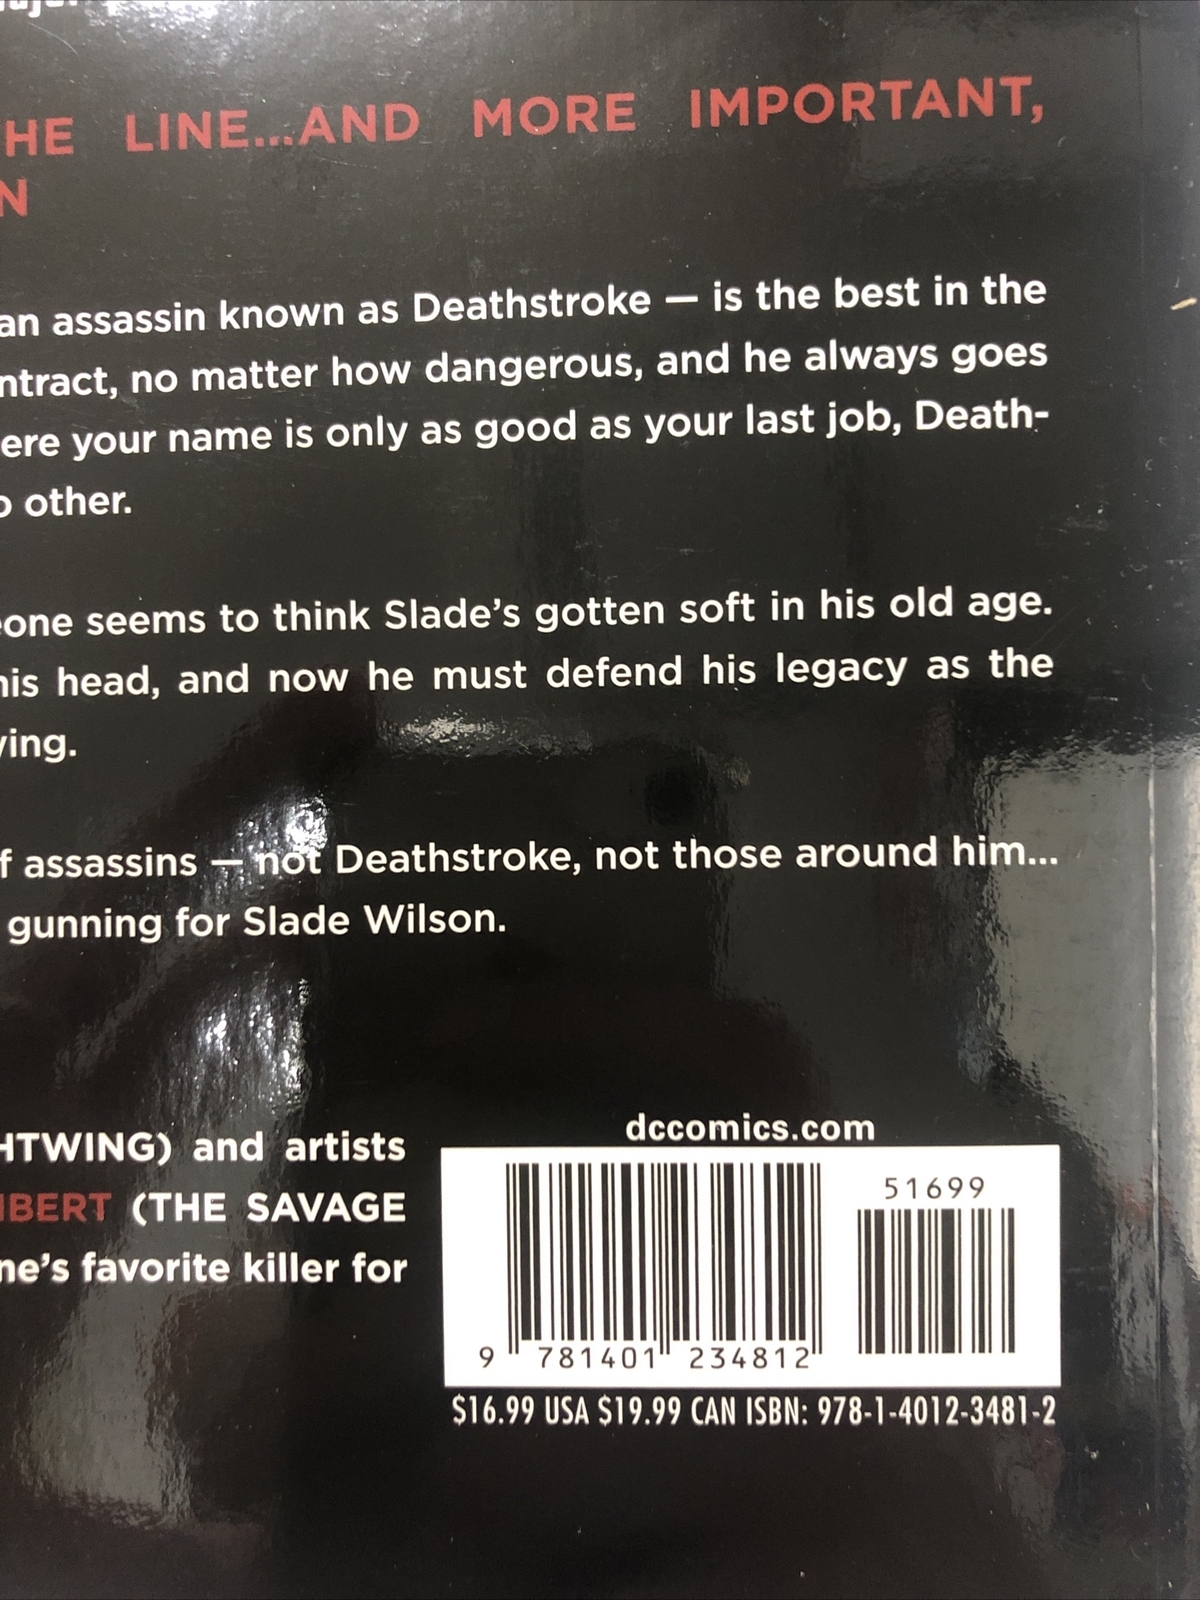 HE LINE...AND MORE IMPORTANT,
N
an assassin known as Deathstroke — is the best in the
ntract, no matter how dangerous, and he always goes
ere your name is only as good as your last job, Death-
o other.
one seems to think Slade's gotten soft in his old age.
his head, and now he must defend his legacy as the
ving.
f assassins — not Deathstroke, not those around him...
gunning for Slade Wilson.
HTWING) and artists
BERT (THE SAVAGE
ne's favorite killer for
dccomics.com
51699
9 781401 234812
$16.99 USA $19.99 CAN ISBN: 978-1-4012-3481-2